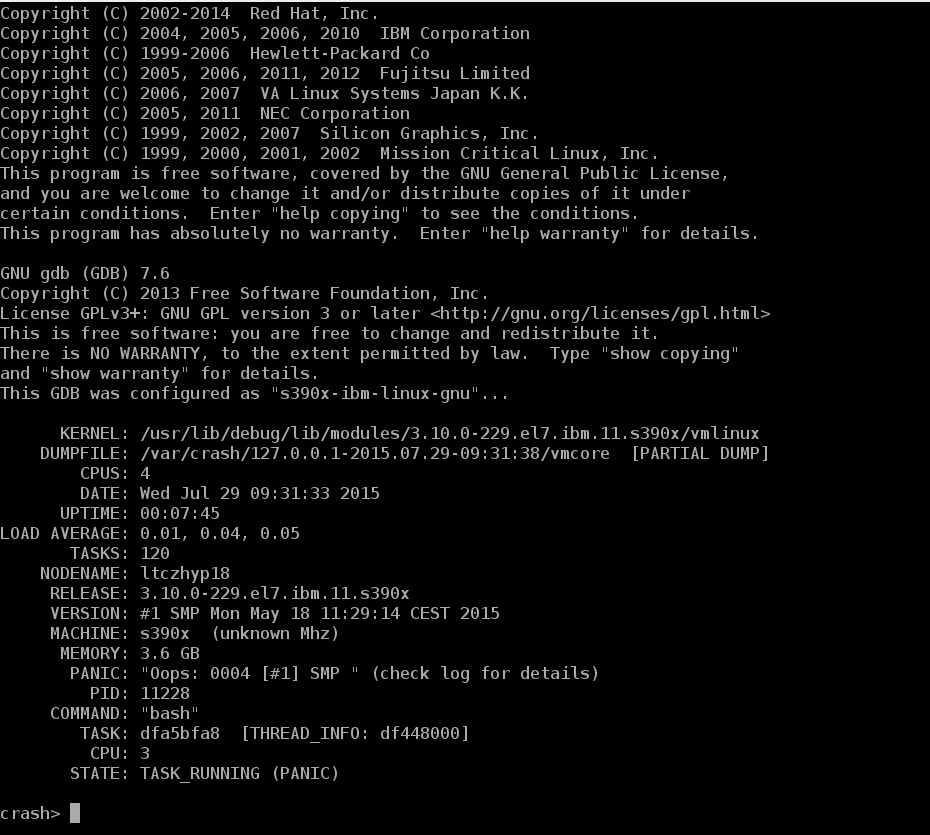 Copyright (C) 2002-2014  Red Hat, Inc.
Copyright (C) 2004, 2005, 2006, 2010  IBM Corporation
Copyright (C) 1999-2006  Hewlett-Packard Co
Copyright (C) 2005, 2006, 2011, 2012  Fujitsu Limited
Copyright (C) 2006, 2007  VA Linux Systems Japan K.K.
Copyright (C) 2005, 2011  NEC Corporation
Copyright (C) 1999, 2002, 2007  Silicon Graphics, Inc.
Copyright (C) 1999, 2000, 2001, 2002  Mission Critical Linux, Inc.
This program is free software, covered by the GNU General Public License,
and you are welcome to change it and/or distribute copies of it under
certain conditions.  Enter "help copying" to see the conditions.
This program has absolutely no warranty.  Enter "help warranty" for details.

GNU gdb (GDB) 7.6
Copyright (C) 2013 Free Software Foundation, Inc.
License GPLv3+: GNU GPL version 3 or later <http://gnu.org/licenses/gpl.html>
This is free software: you are free to change and redistribute it.
There is NO WARRANTY, to the extent permitted by law.  Type "show copying"
and "show warranty" for details.
This GDB was configured as "s390x-ibm-linux-gnu"...

      KERNEL: /usr/lib/debug/lib/modules/3.10.0-229.el7.ibm.11.s390x/vmlinux
    DUMPFILE: /var/crash/127.0.0.1-2015.07.29-09:31:38/vmcore  [PARTIAL DUMP]
        CPUS: 4
        DATE: Wed Jul 29 09:31:33 2015
      UPTIME: 00:07:45
LOAD AVERAGE: 0.01, 0.04, 0.05
       TASKS: 120
    NODENAME: ltczhyp18
     RELEASE: 3.10.0-229.el7.ibm.11.s390x
     VERSION: #1 SMP Mon May 18 11:29:14 CEST 2015
     MACHINE: s390x  (unknown Mhz)
      MEMORY: 3.6 GB
       PANIC: "Oops: 0004 [#1] SMP " (check log for details)
         PID: 11228
     COMMAND: "bash"
        TASK: dfa5bfa8  [THREAD_INFO: df448000]
         CPU: 3
       STATE: TASK_RUNNING (PANIC)

crash>